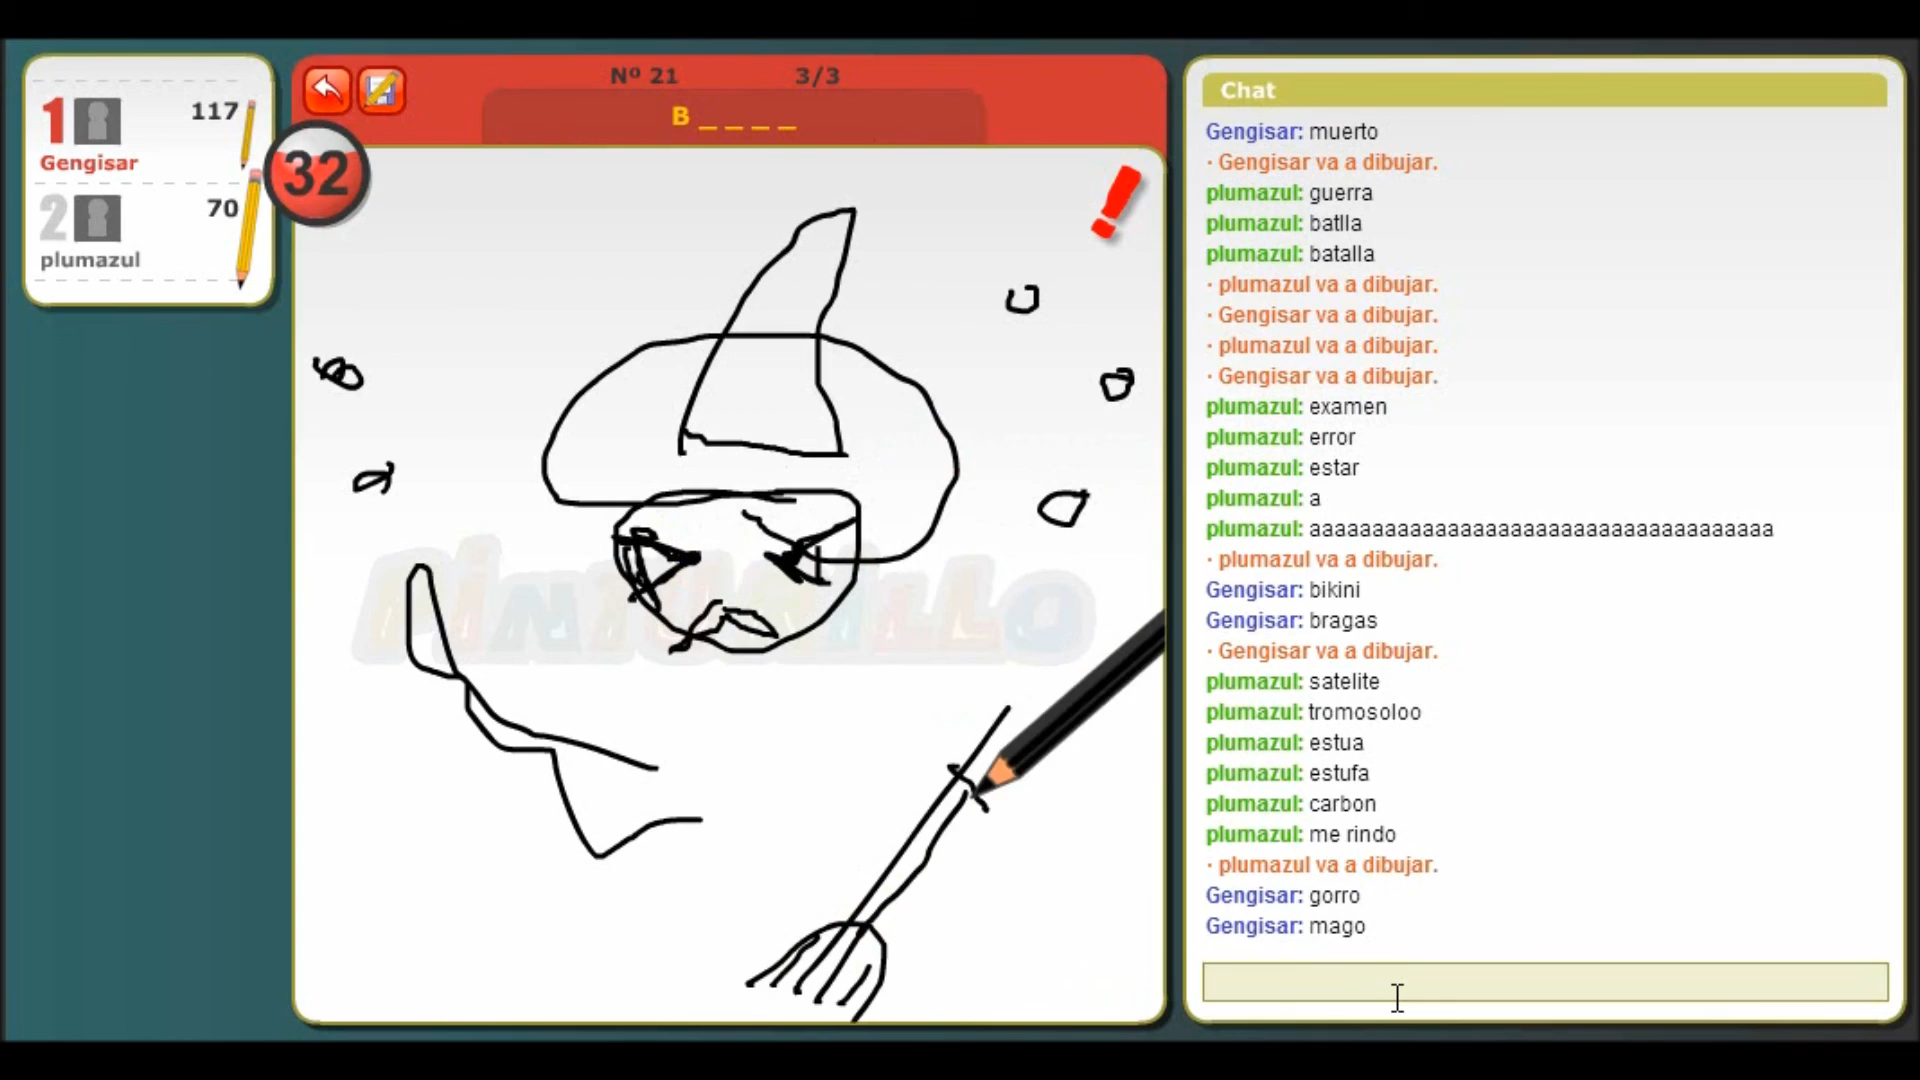 1
117
Gengisar
2
70
plumazul
32
Nº 21 3/3
B _ _ _ _
PINTURILLO
Chat
Gengisar: muerto
· Gengisar va a dibujar.
plumazul: guerra
plumazul: batlla
plumazul: batalla
· plumazul va a dibujar.
· Gengisar va a dibujar.
· plumazul va a dibujar.
· Gengisar va a dibujar.
plumazul: examen
plumazul: error
plumazul: estar
plumazul: a
plumazul: aaaaaaaaaaaaaaaaaaaaaaaaaaaaaaaaaaaaa
· plumazul va a dibujar.
Gengisar: bikini
Gengisar: bragas
· Gengisar va a dibujar.
plumazul: satelite
plumazul: tromosoloo
plumazul: estua
plumazul: estufa
plumazul: carbon
plumazul: me rindo
· plumazul va a dibujar.
Gengisar: gorro
Gengisar: mago